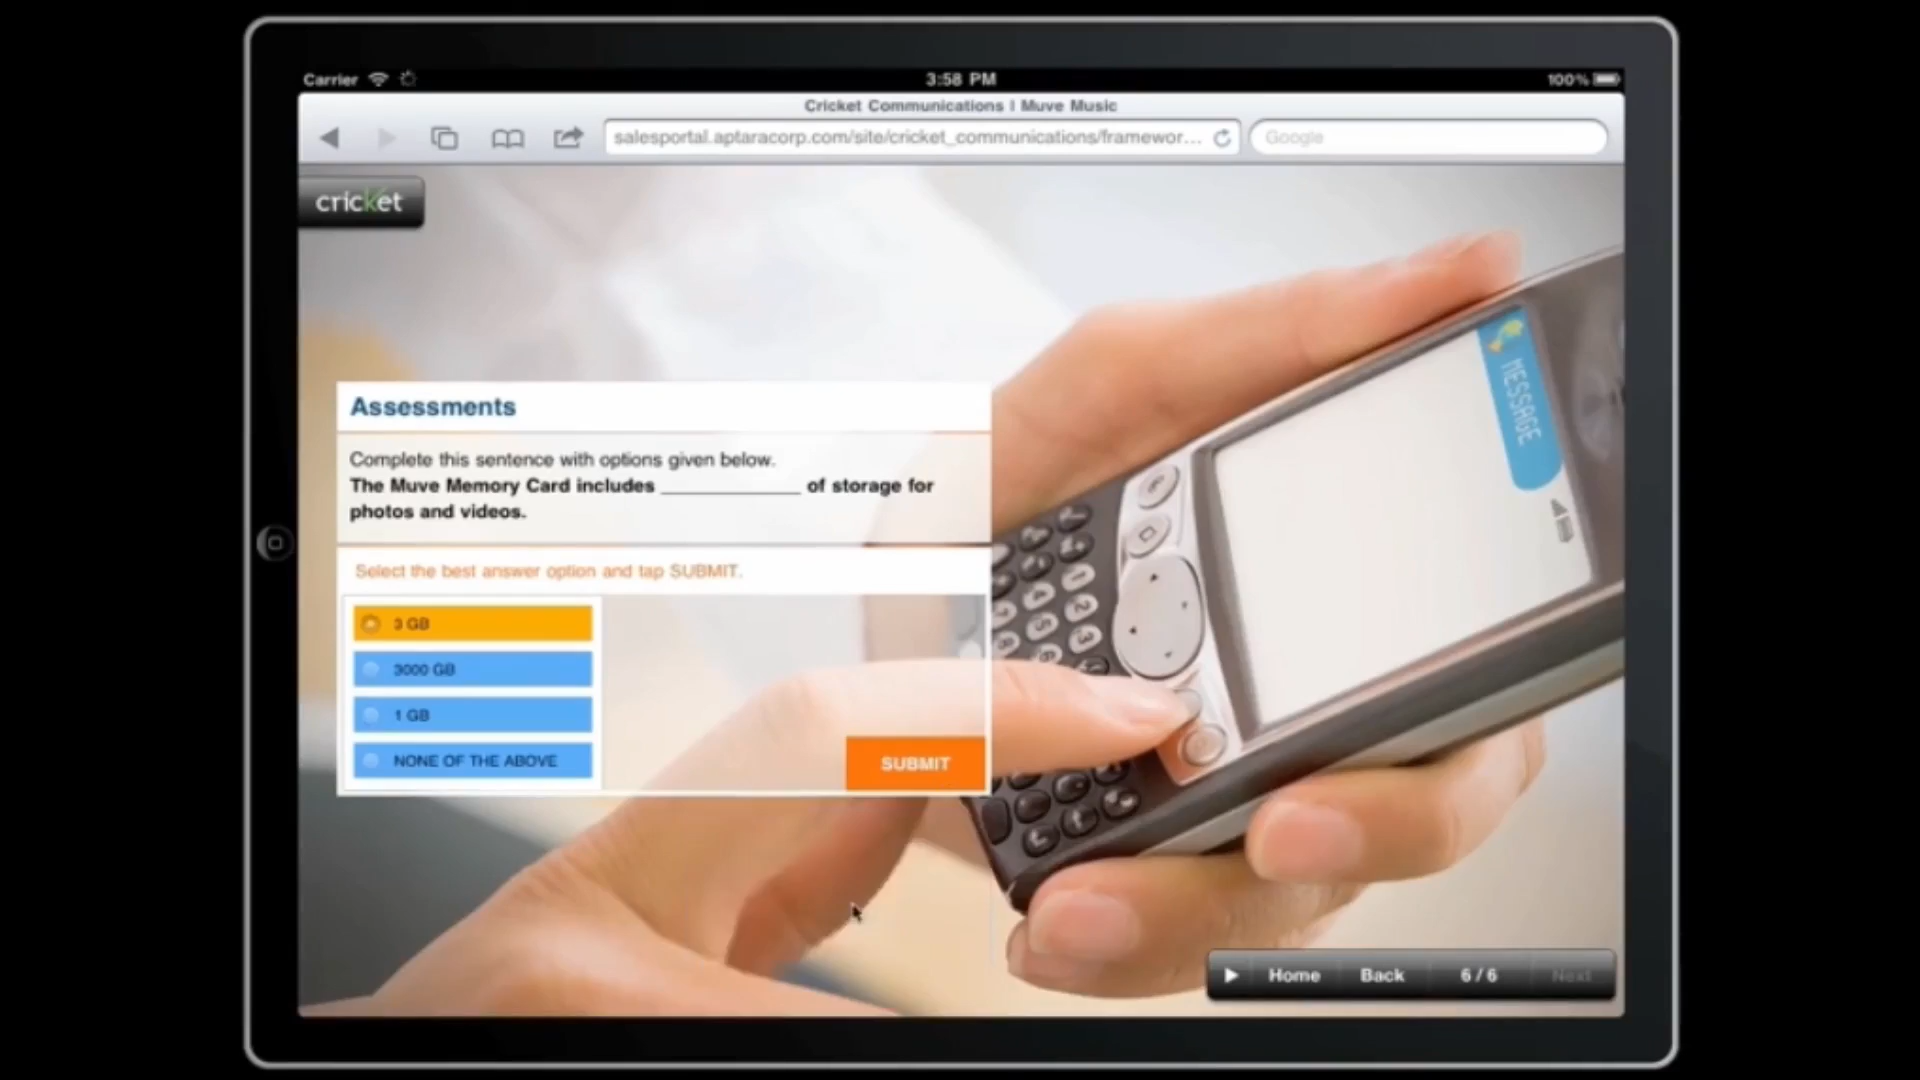 Carrier
3:58 PM
100%
Cricket Communications | Muve Music
salesportal.aptaracorp.com/site/cricket_communications/framewor...
Google
cricket
MESSAGE
Assessments
Complete this sentence with options given below.
The Muve Memory Card includes ______________ of storage for
photos and videos.
Select the best answer option and tap SUBMIT.
3 GB
3000 GB
1 GB
NONE OF THE ABOVE
SUBMIT
Home
Back
6 / 6
Next